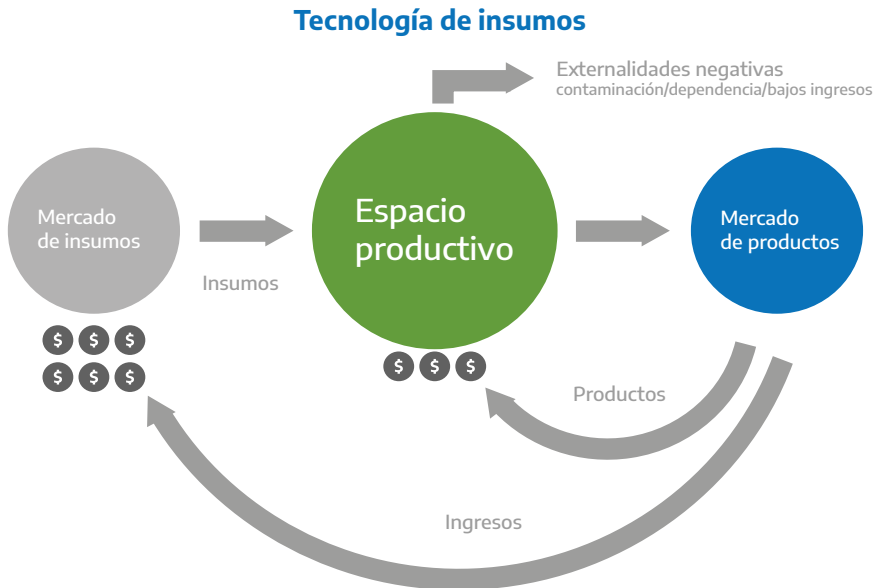 Tecnología de insumos
Externalidades negativas
contaminación/dependencia/bajos ingresos
Mercado
de insumos
Insumos
Espacio
productivo
Mercado
de productos
$ $ $
$ $ $
$ $ $
Productos
Ingresos